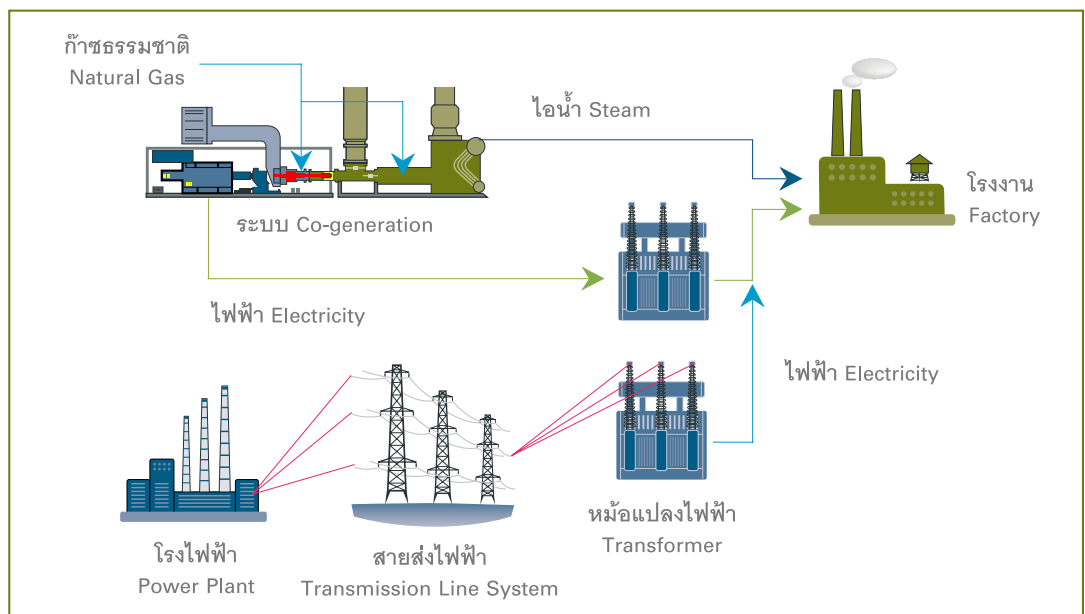 ก๊าซธรรมชาติ
Natural Gas
ไอน้ำ Steam
โรงงาน
Factory
ระบบ Co-generation
ไฟฟ้า Electricity
ไฟฟ้า Electricity
หม้อแปลงไฟฟ้า
Transformer
โรงไฟฟ้า
Power Plant
สายส่งไฟฟ้า
Transmission Line System